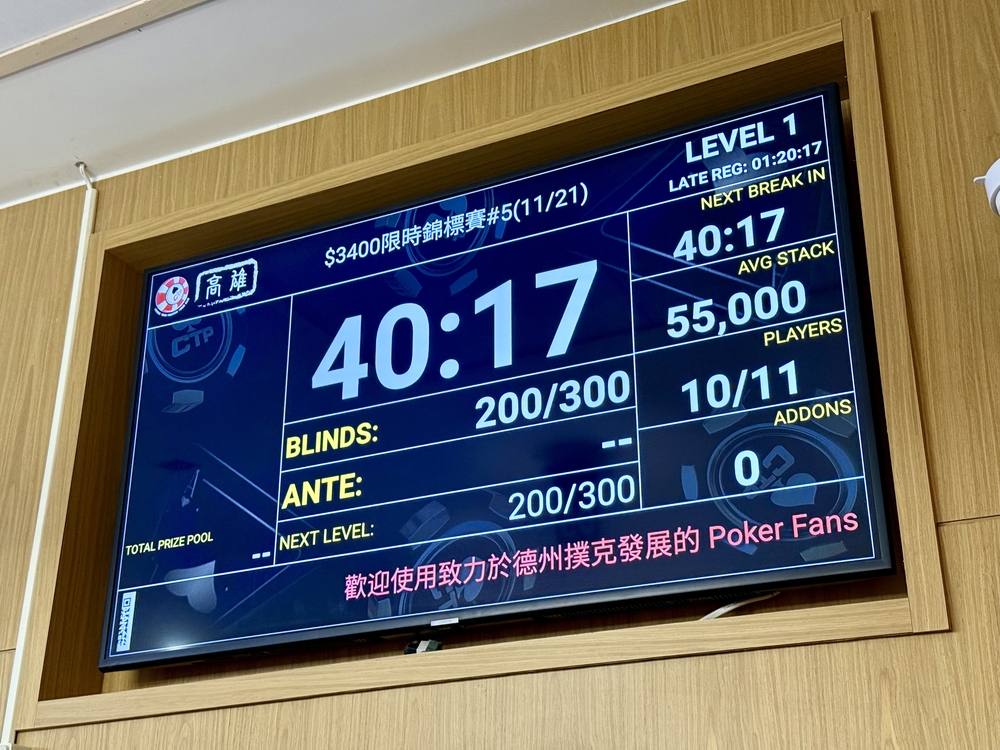 LEVEL 1
LATE REG: 01:20:17
$3400限時錦標賽#5(11/21)
高雄
CTP
40:17
NEXT BREAK IN
40:17
AVG STACK
55,000
PLAYERS
10/11
ADDONS
0
BLINDS:
200/300
ANTE:
--
NEXT LEVEL:
200/300
TOTAL PRIZE POOL
--
歡迎使用致力於德州撲克發展的 Poker Fans